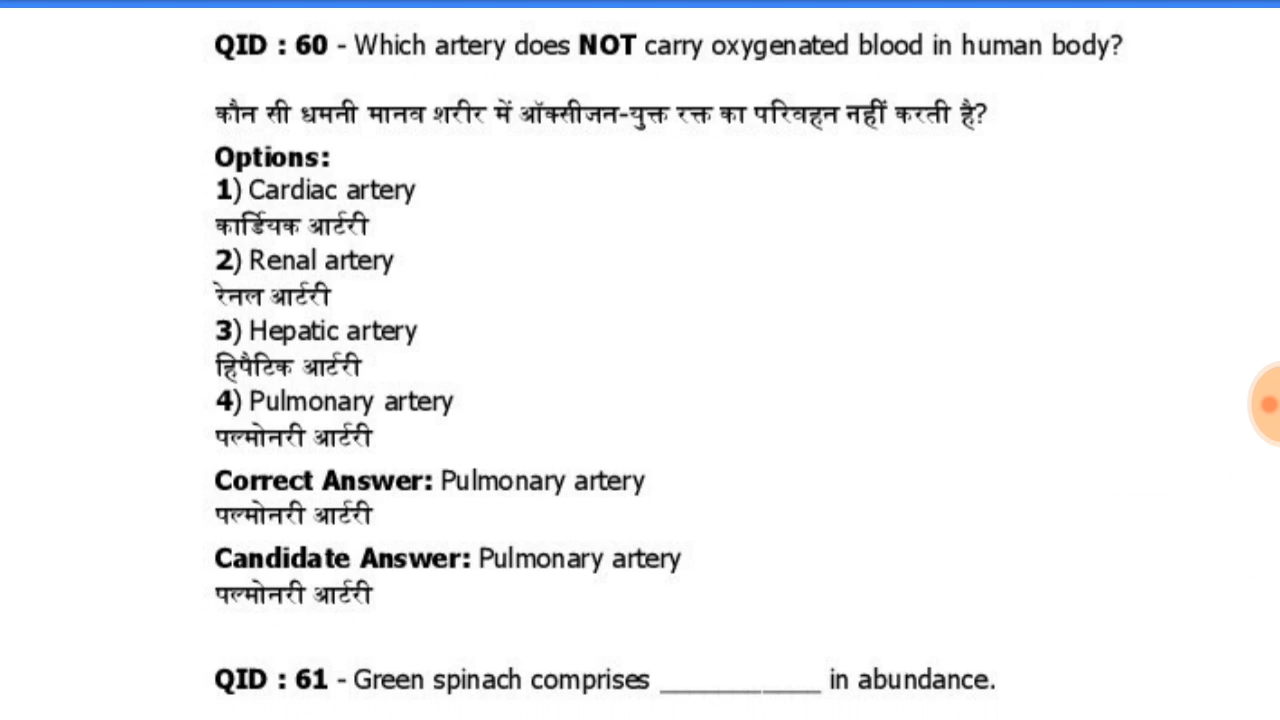 QID : 60 - Which artery does NOT carry oxygenated blood in human body?
कौन सी धमनी मानव शरीर में ऑक्सीजन-युक्त रक्त का परिवहन नहीं करती है?
Options:
1) Cardiac artery
कार्डियक आर्टरी
2) Renal artery
रेनल आर्टरी
3) Hepatic artery
हिपैटिक आर्टरी
4) Pulmonary artery
पल्मोनरी आर्टरी
Correct Answer: Pulmonary artery
पल्मोनरी आर्टरी
Candidate Answer: Pulmonary artery
पल्मोनरी आर्टरी
QID : 61 - Green spinach comprises ____________ in abundance.